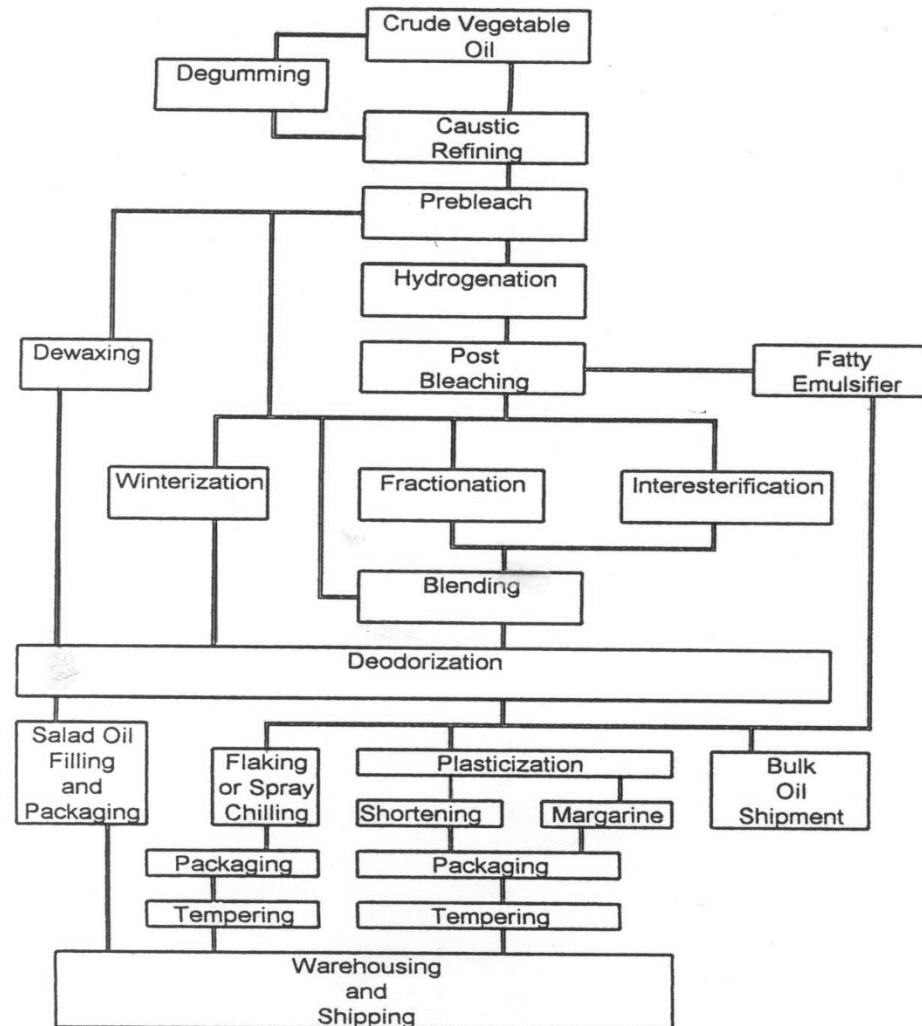 Crude Vegetable
Oil
Degumming
Caustic
Refining
Prebleach
Hydrogenation
Dewaxing
Post
Bleaching
Fatty
Emulsifier
Winterization
Fractionation
Interesterification
Blending
Deodorization
Salad Oil
Filling
and
Packaging
Flaking
or Spray
Chilling
Plasticization
Shortening
Margarine
Bulk
Oil
Shipment
Packaging
Packaging
Tempering
Tempering
Warehousing
and
Shipping